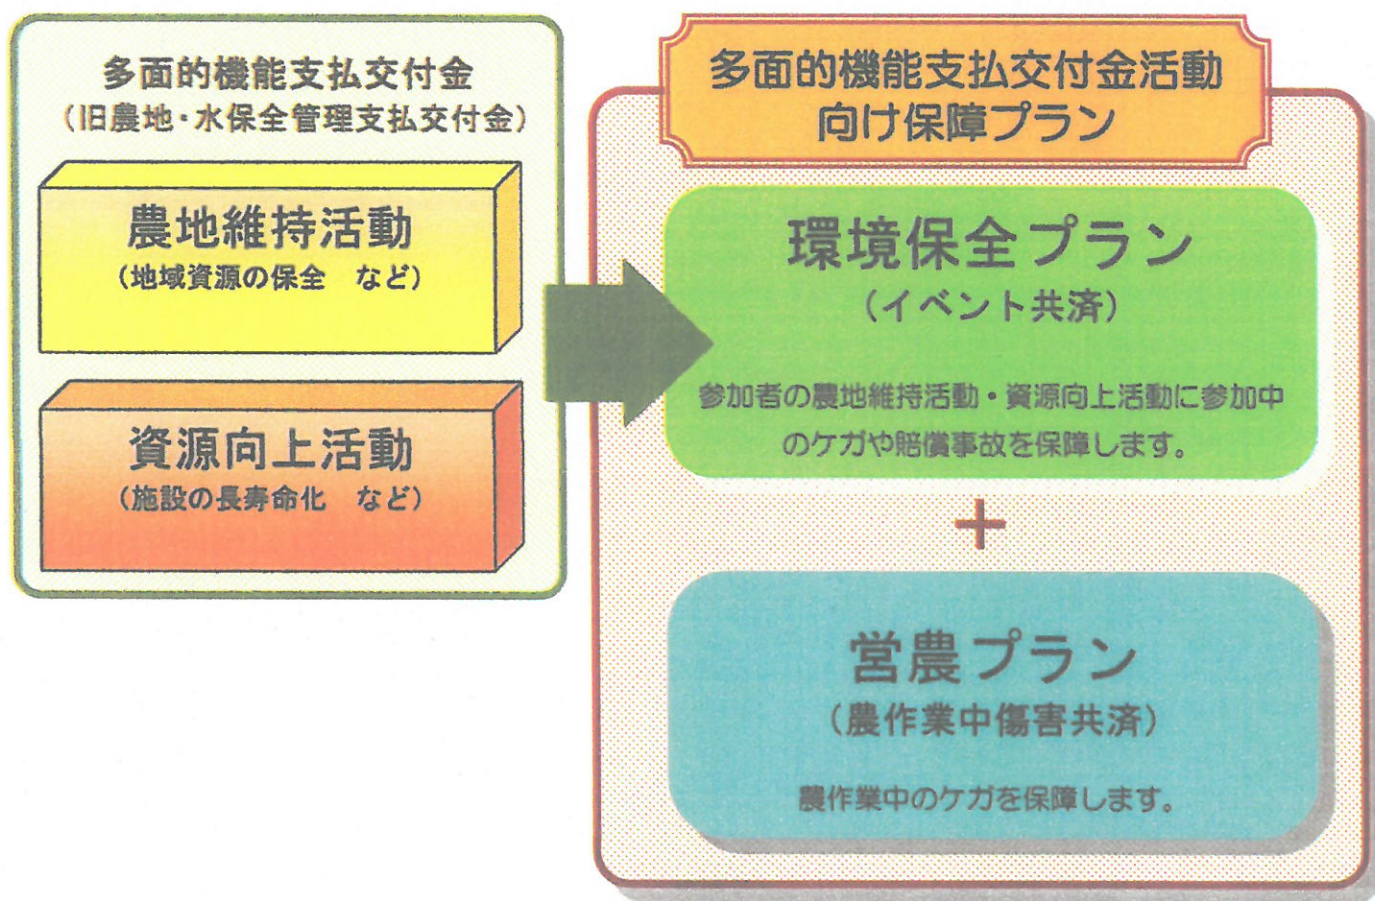 多面的機能支払交付金
（旧農地・水保全管理支払交付金）
農地維持活動
（地域資源の保全　など）
資源向上活動
（施設の長寿命化　など）
多面的機能支払交付金活動
向け保障プラン
環境保全プラン
（イベント共済）
参加者の農地維持活動・資源向上活動に参加中
のケガや賠償事故を保障します。
＋
営農プラン
（農作業中傷害共済）
農作業中のケガを保障します。